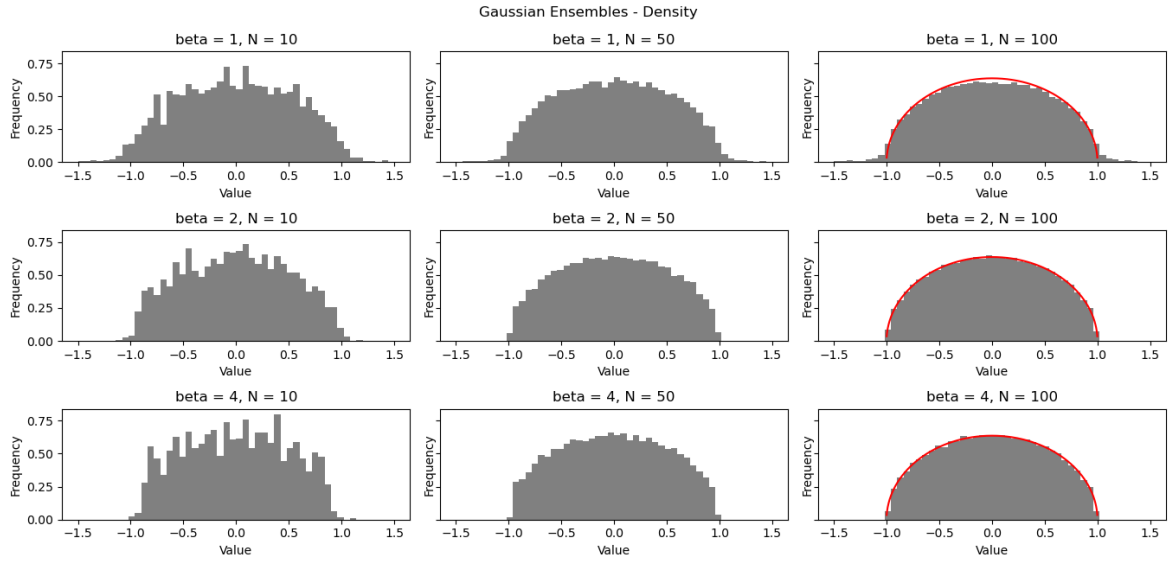 Gaussian Ensembles - Density
beta = 1, N = 10
beta = 1, N = 50
beta = 1, N = 100
Frequency
0.75
0.50
0.25
0.00
Frequency
Frequency
−1.5 −1.0 −0.5 0.0 0.5 1.0 1.5
−1.5 −1.0 −0.5 0.0 0.5 1.0 1.5
−1.5 −1.0 −0.5 0.0 0.5 1.0 1.5
Value
Value
Value
beta = 2, N = 10
beta = 2, N = 50
beta = 2, N = 100
Frequency
0.75
0.50
0.25
0.00
Frequency
Frequency
−1.5 −1.0 −0.5 0.0 0.5 1.0 1.5
−1.5 −1.0 −0.5 0.0 0.5 1.0 1.5
−1.5 −1.0 −0.5 0.0 0.5 1.0 1.5
Value
Value
Value
beta = 4, N = 10
beta = 4, N = 50
beta = 4, N = 100
Frequency
0.75
0.50
0.25
0.00
Frequency
Frequency
−1.5 −1.0 −0.5 0.0 0.5 1.0 1.5
−1.5 −1.0 −0.5 0.0 0.5 1.0 1.5
−1.5 −1.0 −0.5 0.0 0.5 1.0 1.5
Value
Value
Value